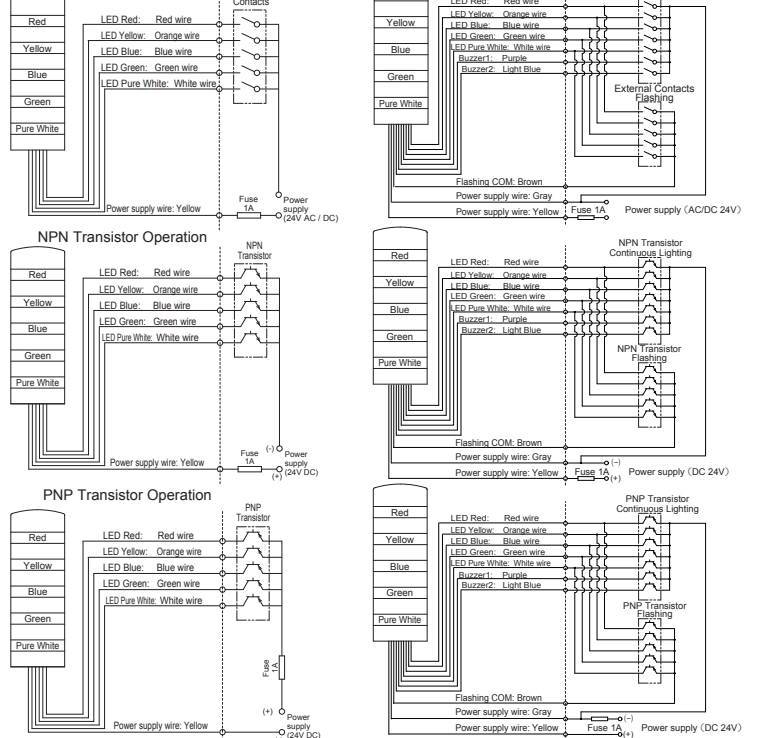 Contacts
Red
LED Red: Red wire
LED Yellow: Orange wire
Yellow
LED Blue: Blue wire
Blue
LED Green: Green wire
LED Pure White: White wire
Green
Pure White
Fuse
1A
Power
supply
(24V AC / DC)
Power supply wire: Yellow
LED Red: Red wire
LED Yellow: Orange wire
Yellow
LED Blue: Blue wire
LED Green: Green wire
Blue
LED Pure White: White wire
Buzzer1: Purple
Buzzer2: Light Blue
Green
External Contacts
Flashing
Pure White
Flashing COM: Brown
Power supply wire: Gray
Power supply wire: Yellow
Fuse 1A
Power supply (AC/DC 24V)
NPN Transistor Operation
NPN
Transistor
Red
LED Red: Red wire
LED Yellow: Orange wire
Yellow
LED Blue: Blue wire
Blue
LED Green: Green wire
LED Pure White: White wire
Green
Pure White
(-)
Fuse
1A
Power
supply
(24V DC)
(+)
Power supply wire: Yellow
NPN Transistor
Continuous Lighting
Red
LED Red: Red wire
LED Yellow: Orange wire
Yellow
LED Blue: Blue wire
LED Green: Green wire
Blue
LED Pure White: White wire
Buzzer1: Purple
Buzzer2: Light Blue
Green
NPN Transistor
Flashing
Pure White
Flashing COM: Brown
Power supply wire: Gray
(−)
Power supply wire: Yellow
Fuse 1A
(+)
Power supply (DC 24V)
PNP Transistor Operation
PNP
Transistor
Red
LED Red: Red wire
LED Yellow: Orange wire
Yellow
LED Blue: Blue wire
Blue
LED Green: Green wire
LED Pure White: White wire
Green
Pure White
Fuse
1A
(+)
Power
supply
(24V DC)
Power supply wire: Yellow
PNP Transistor
Continuous Lighting
Red
LED Red: Red wire
LED Yellow: Orange wire
Yellow
LED Blue: Blue wire
LED Green: Green wire
Blue
LED Pure White: White wire
Buzzer1: Purple
Buzzer2: Light Blue
Green
PNP Transistor
Flashing
Pure White
Flashing COM: Brown
Power supply wire: Gray
(−)
Power supply wire: Yellow
Fuse 1A
(+)
Power supply (DC 24V)